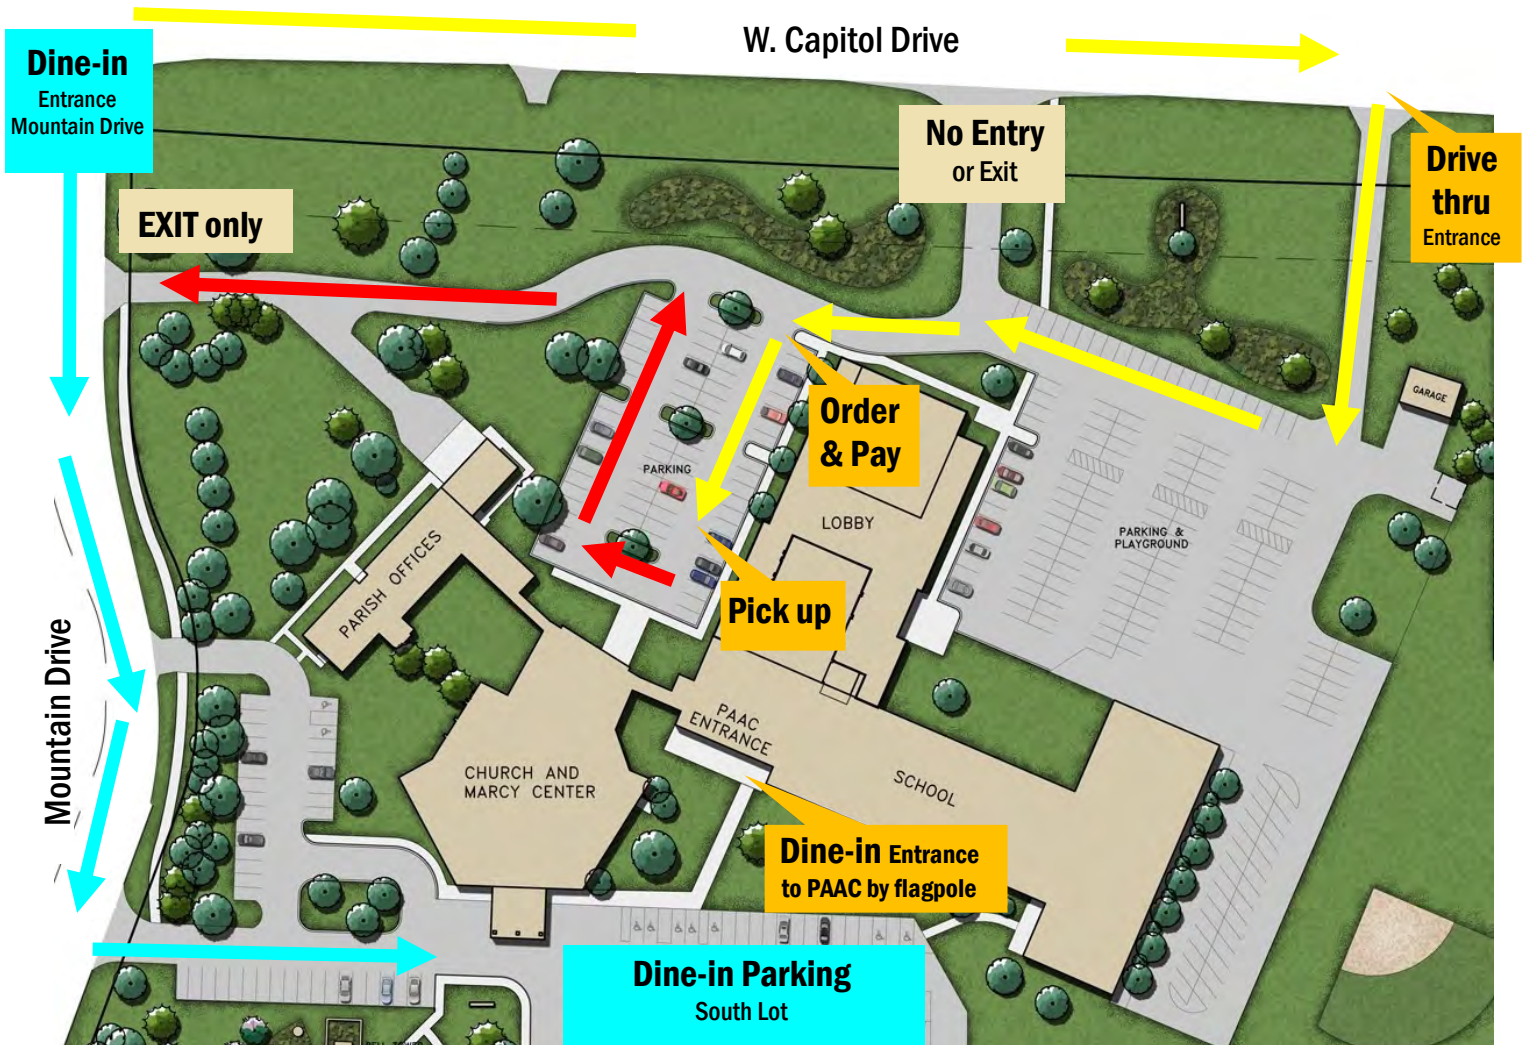 W. Capitol Drive
Dine-in
Entrance
Mountain Drive
No Entry
or Exit
Drive
thru
Entrance
EXIT only
GARAGE
Order
& Pay
PARKING
LOBBY
PARKING &
PLAYGROUND
PARISH OFFICES
Pick up
Mountain Drive
PAAC
ENTRANCE
CHURCH AND
MARCY CENTER
SCHOOL
Dine-in Entrance
to PAAC by flagpole
Dine-in Parking
South Lot